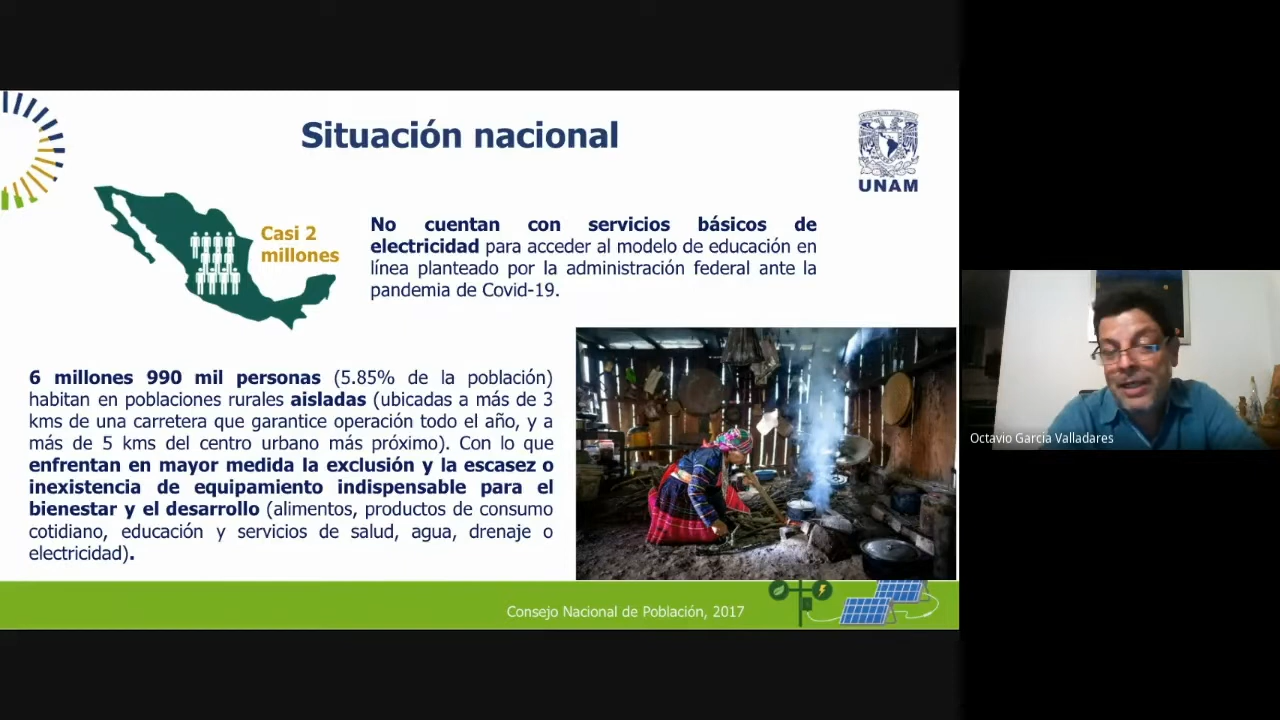 Situación nacional
UNAM
Casi 2
millones
No cuentan con servicios básicos de
electricidad para acceder al modelo de educación en
línea planteado por la administración federal ante la
pandemia de Covid-19.
6 millones 990 mil personas (5.85% de la población)
habitan en poblaciones rurales aisladas (ubicadas a más de 3
kms de una carretera que garantice operación todo el año, y a
más de 5 kms del centro urbano más próximo). Con lo que
enfrentan en mayor medida la exclusión y la escasez o
inexistencia de equipamiento indispensable para el
bienestar y el desarrollo (alimentos, productos de consumo
cotidiano, educación y servicios de salud, agua, drenaje o
electricidad).
Consejo Nacional de Población, 2017
Octavio García Valladares